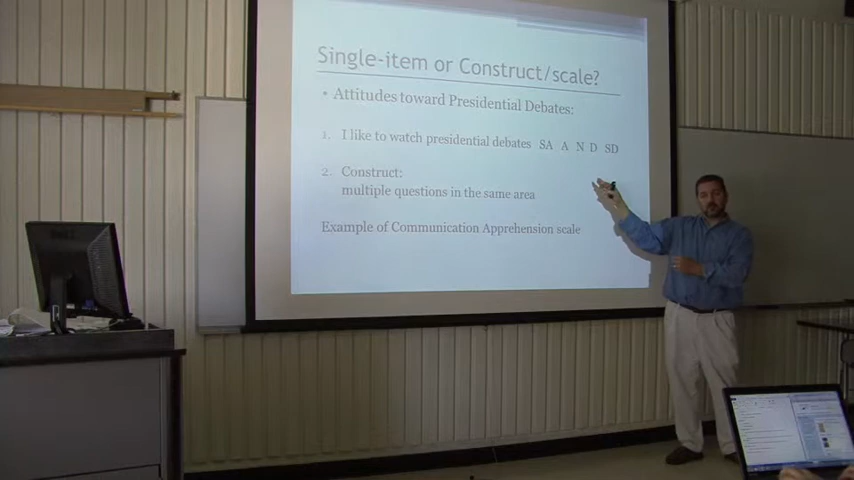 Single-item or Construct/scale?
• Attitudes toward Presidential Debates:
1. I like to watch presidential debates SA A N D SD
2. Construct:
multiple questions in the same area
Example of Communication Apprehension scale